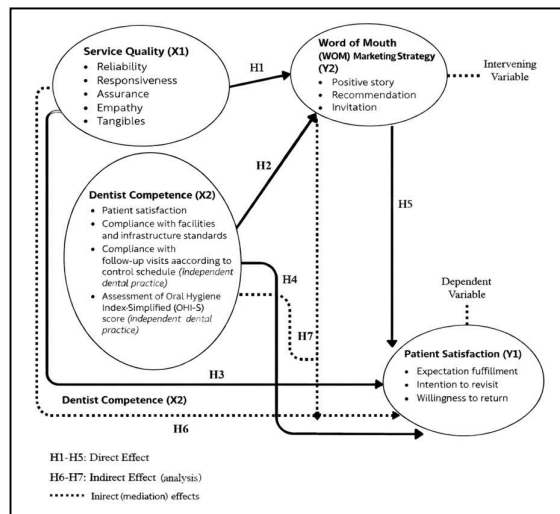 Service Quality (X1)
• Reliability
• Responsiveness
• Assurance
• Empathy
• Tangibles
H1
Word of Mouth
(WOM) Marketing Strategy
(Y2)
• Positive story
• Recommendation
• Invitation
Intervening
Variable
H2
Dentist Competence (X2)
• Patient satisfaction
• Compliance with facilities
and infrastructure standards
• Compliance with
follow-up visits aaccording to
control schedule (independent
dental practice)
• Assessment of Oral Hygiene
Index-Simplified (OHI-S)
score (independent dental
practice)
H5
H4
H7
Dependent
Variable
Patient Satisfaction (Y1)
• Expectation fuffillment
• Intention to revisit
• Willingness to return
H3
Dentist Competence (X2)
H6
H1-H5: Direct Effect
H6-H7: Indirect Effect (analysis)
Inirect (mediation) effects